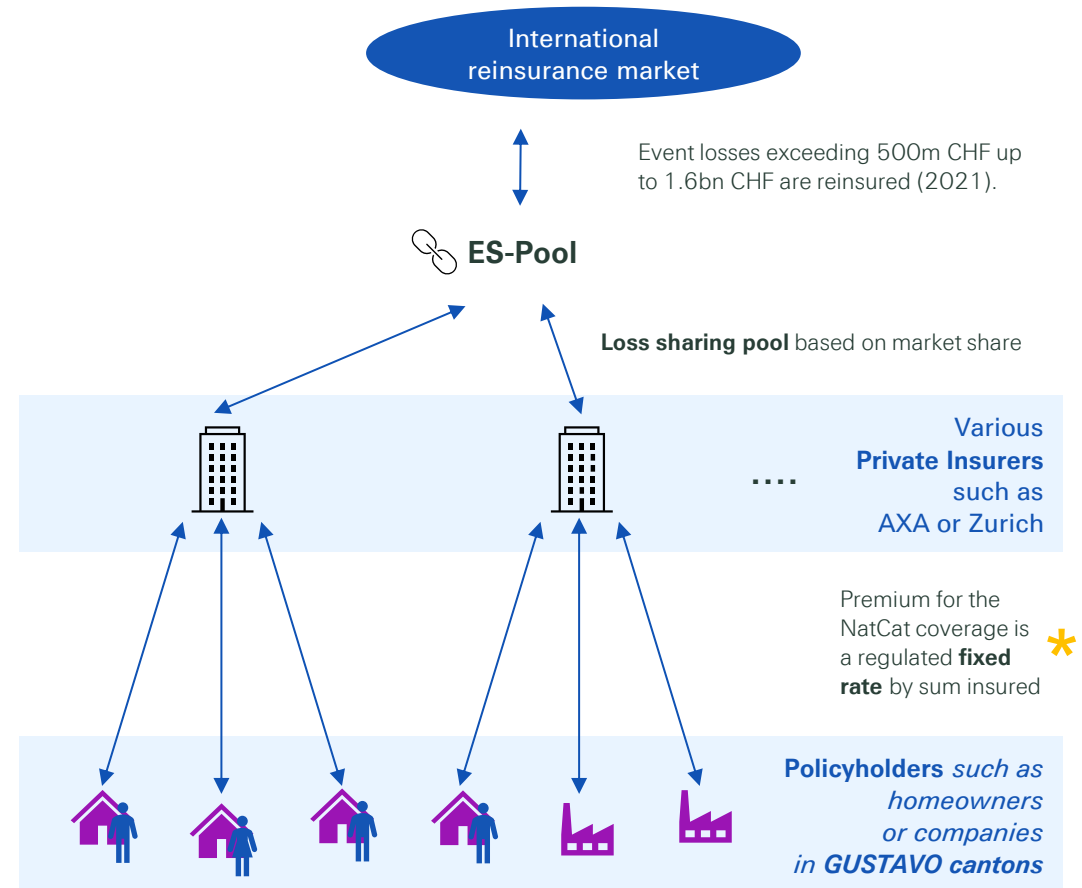 International
reinsurance market
Event losses exceeding 500m CHF up
to 1.6bn CHF are reinsured (2021).
ES-Pool
Loss sharing pool based on market share
Various
Private Insurers
such as
AXA or Zurich
....
Premium for the
NatCat coverage is
a regulated fixed
rate by sum insured
*
Policyholders such as
homeowners
or companies
in GUSTAVO cantons